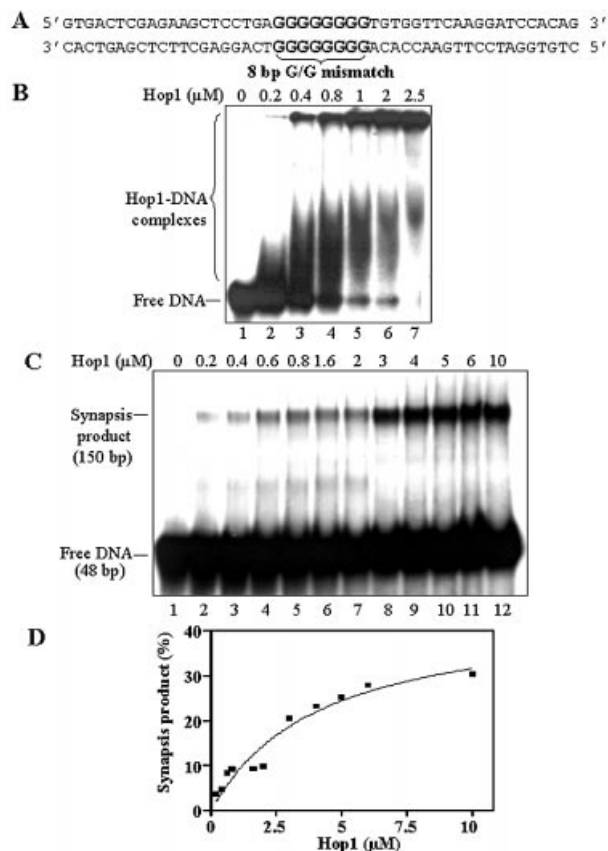 A 5' GTGACTCGAGAAGCTCCTGAGGGGGGGGTGTGGTTCAAGGATCCACAG 3'
3' CACTGAGCTCTTCGAGGACTGGGGGGGGACACCAAGTTCCTAGGTGTC 5'
8 bp G/G mismatch
B
Hop1 (μM) 0 0.2 0.4 0.8 1 2 2.5
Hop1-DNA
complexes
Free DNA
1 2 3 4 5 6 7
C
Hop1 (μM) 0 0.2 0.4 0.6 0.8 1.6 2 3 4 5 6 10
Synapsis
product
(150 bp)
Free DNA
(48 bp)
1 2 3 4 5 6 7 8 9 10 11 12
D
Synapsis product (%)
40
30
20
10
0
0 2.5 5 7.5 10
Hop1 (μM)